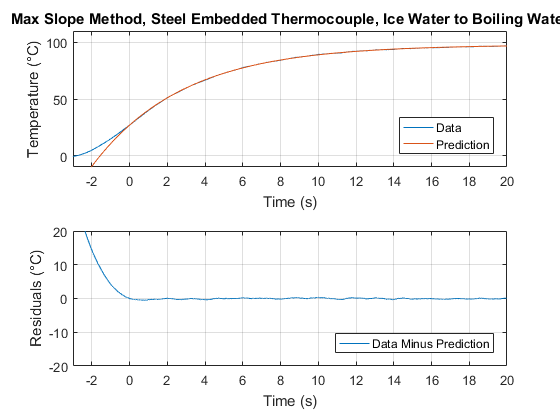 Max Slope Method, Steel Embedded Thermocouple, Ice Water to Boiling Wate
100
50
0
Temperature (°C)
Data
Prediction
-2 0 2 4 6 8 10 12 14 16 18 20
Time (s)
20
10
0
-10
-20
Residuals (°C)
Data Minus Prediction
-2 0 2 4 6 8 10 12 14 16 18 20
Time (s)